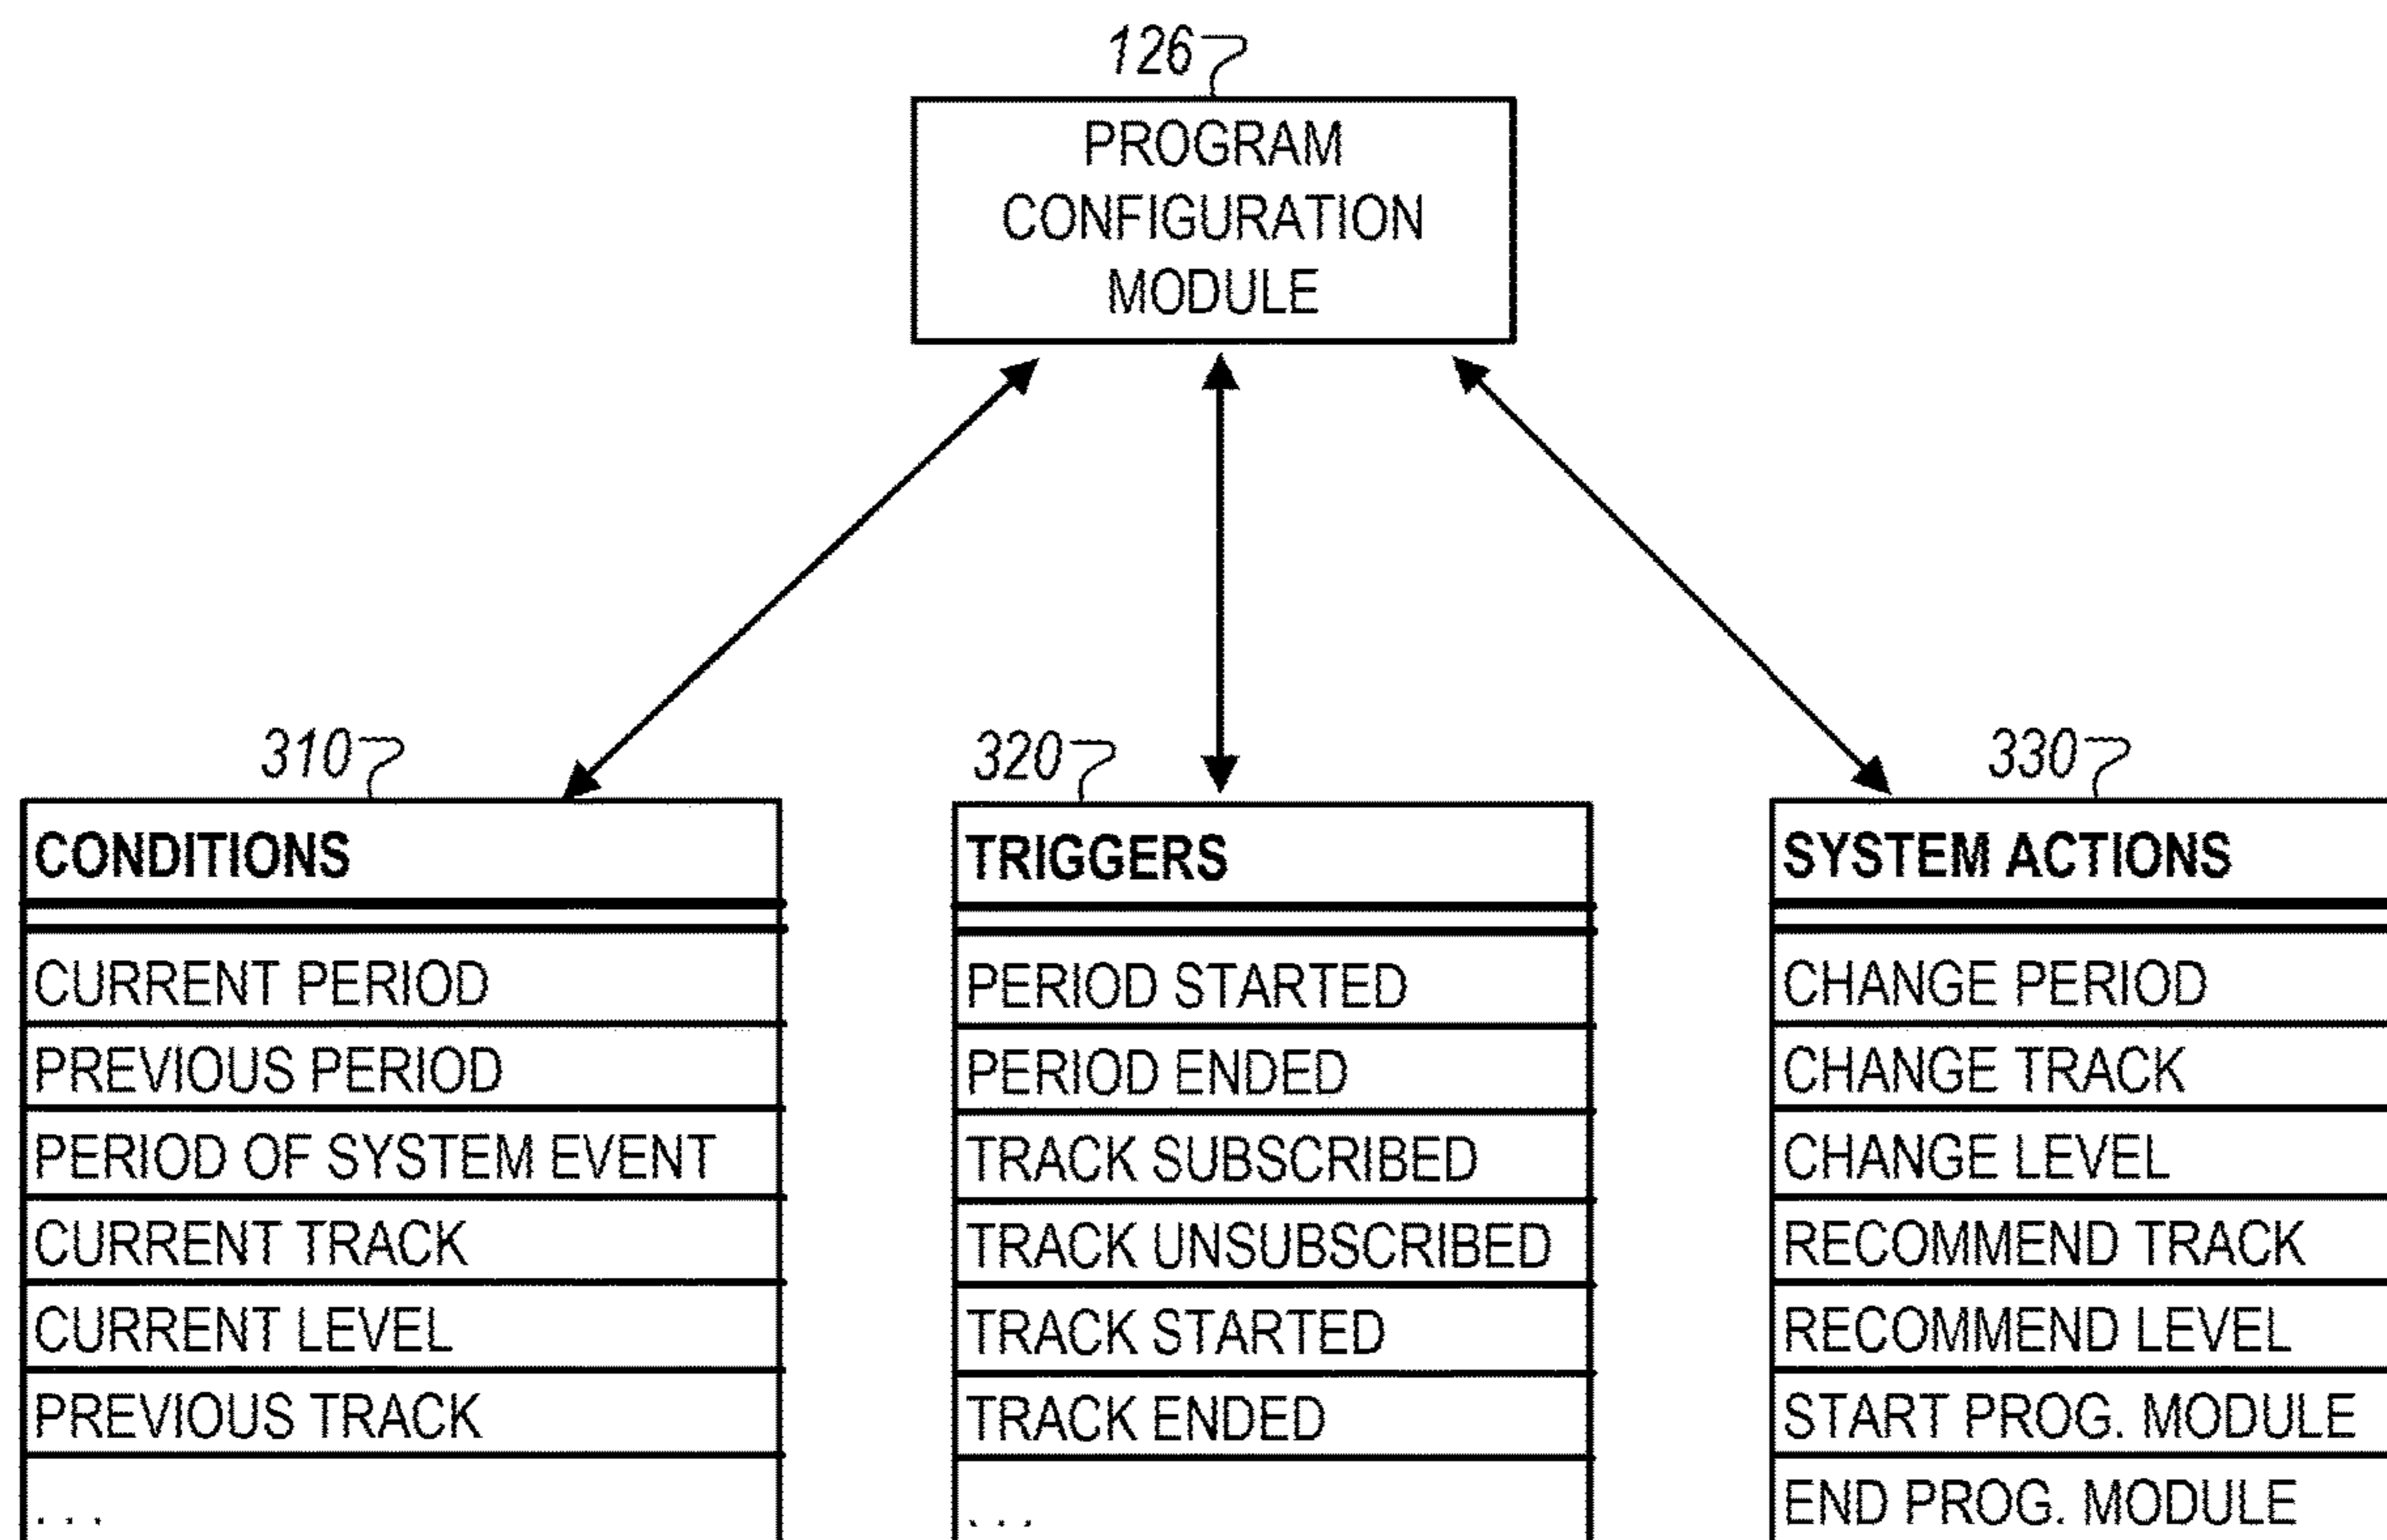 126
PROGRAM
CONFIGURATION
MODULE
310
CONDITIONS
CURRENT PERIOD
PREVIOUS PERIOD
PERIOD OF SYSTEM EVENT
CURRENT TRACK
CURRENT LEVEL
PREVIOUS TRACK
. . .
320
TRIGGERS
PERIOD STARTED
PERIOD ENDED
TRACK SUBSCRIBED
TRACK UNSUBSCRIBED
TRACK STARTED
TRACK ENDED
. . .
330
SYSTEM ACTIONS
CHANGE PERIOD
CHANGE TRACK
CHANGE LEVEL
RECOMMEND TRACK
RECOMMEND LEVEL
START PROG. MODULE
END PROG. MODULE